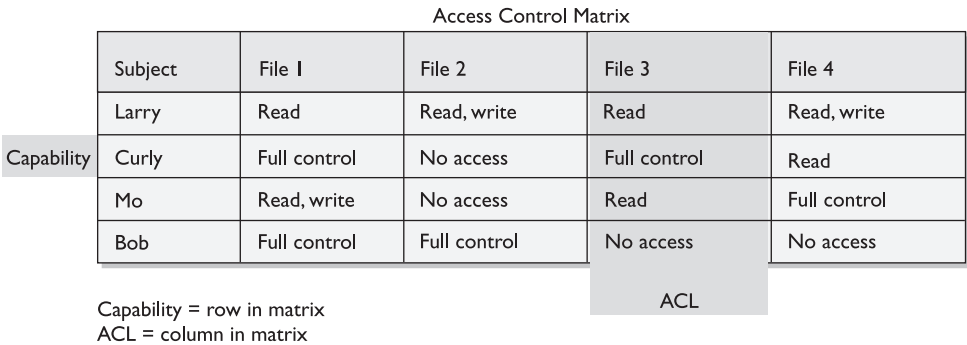 Access Control Matrix
Subject File 1 File 2 File 3 File 4
Larry Read Read, write Read Read, write
Capability Curly Full control No access Full control Read
Mo Read, write No access Read Full control
Bob Full control Full control No access No access
ACL
Capability = row in matrix
ACL = column in matrix